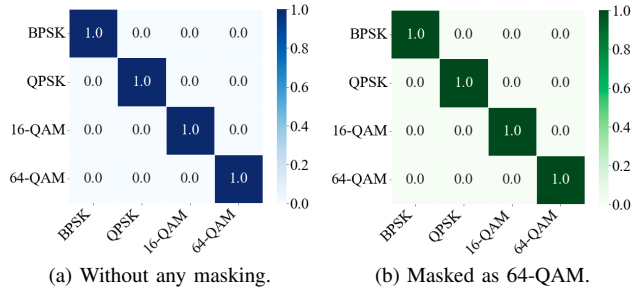 BPSK 1.0 0.0 0.0 0.0
QPSK 0.0 1.0 0.0 0.0
16-QAM 0.0 0.0 1.0 0.0
64-QAM 0.0 0.0 0.0 1.0
BPSK QPSK 16-QAM 64-QAM
1.0
0.8
0.6
0.4
0.2
0.0
(a) Without any masking.
BPSK 1.0 0.0 0.0 0.0
QPSK 0.0 1.0 0.0 0.0
16-QAM 0.0 0.0 1.0 0.0
64-QAM 0.0 0.0 0.0 1.0
BPSK QPSK 16-QAM 64-QAM
1.0
0.8
0.6
0.4
0.2
0.0
(b) Masked as 64-QAM.